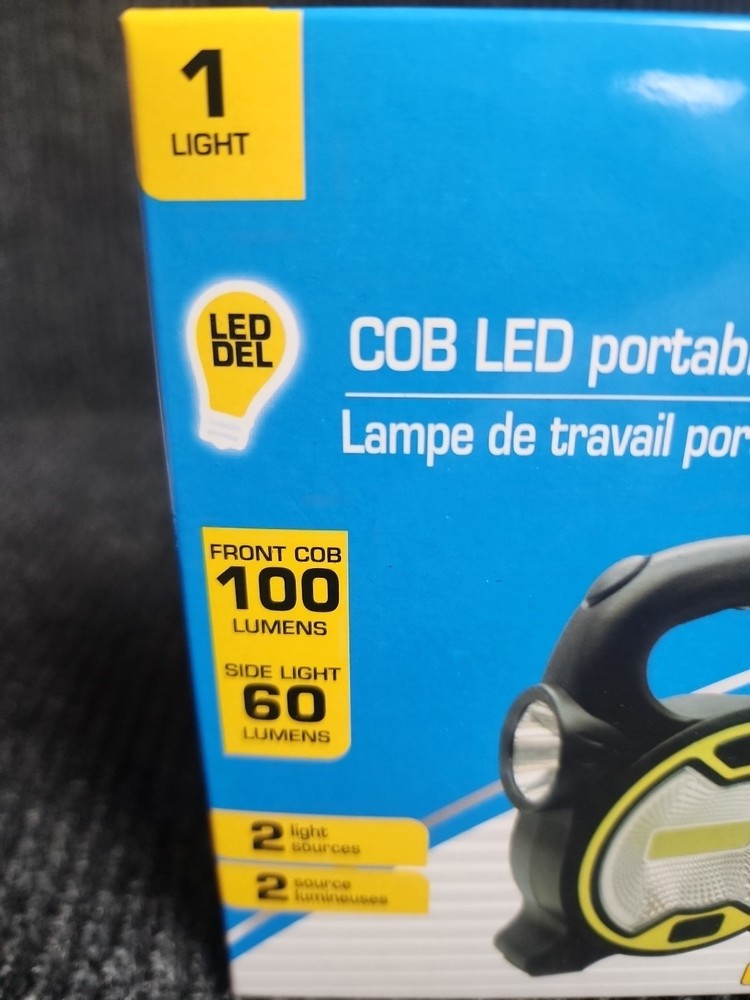 1
LIGHT
LED
DEL
COB LED portab
Lampe de travail por
FRONT COB
100
LUMENS
SIDE LIGHT
60
LUMENS
2 light
sources
2 source
lumineuses